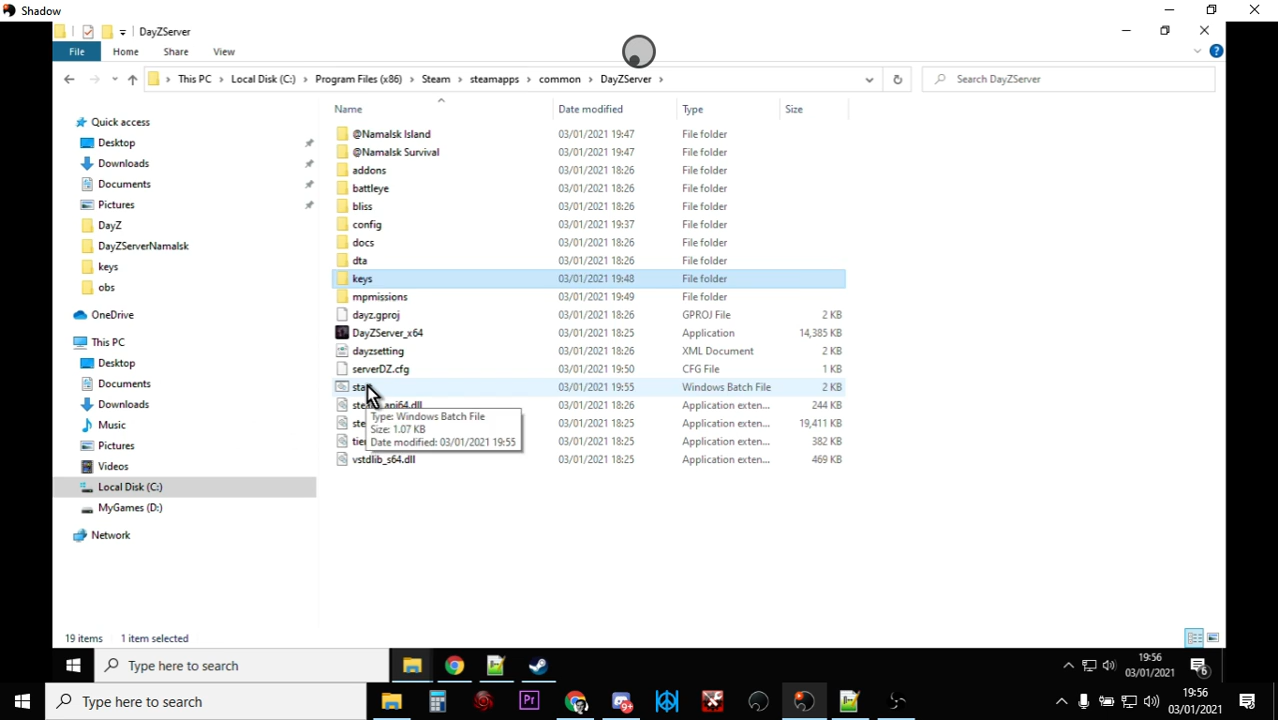 Shadow
DayZServer
File Home Share View
This PC Local Disk (C:) Program Files (x86) Steam steamapps common DayZServer
Search DayZServer
Name Date modified Type Size
Quick access
Desktop
Downloads
Documents
Pictures
DayZ
DayZServerNamalsk
keys
obs
OneDrive
This PC
Desktop
Documents
Downloads
Music
Pictures
Videos
Local Disk (C:)
MyGames (D:)
Network
@Namalsk Island 03/01/2021 19:47 File folder
@Namalsk Survival 03/01/2021 19:47 File folder
addons 03/01/2021 18:26 File folder
battleye 03/01/2021 18:26 File folder
bliss 03/01/2021 18:26 File folder
config 03/01/2021 19:37 File folder
docs 03/01/2021 18:26 File folder
dta 03/01/2021 18:26 File folder
keys 03/01/2021 19:48 File folder
mpmissions 03/01/2021 19:49 File folder
dayz.gproj 03/01/2021 18:26 GPROJ File 2 KB
DayZServer_x64 03/01/2021 18:25 Application 14,385 KB
dayzsetting 03/01/2021 18:26 XML Document 2 KB
serverDZ.cfg 03/01/2021 19:50 CFG File 1 KB
03/01/2021 19:55 Windows Batch File 2 KB
03/01/2021 18:26 Application exten... 244 KB
03/01/2021 18:25 Application exten... 19,411 KB
03/01/2021 18:25 Application exten... 382 KB
vstdlib_s64.dll 03/01/2021 18:25 Application exten... 469 KB
Type: Windows Batch File
Size: 1.07 KB
Date modified: 03/01/2021 19:55
19 items 1 item selected
Type here to search
19:56
03/01/2021
6
Type here to search
Pr
19:56
03/01/2021